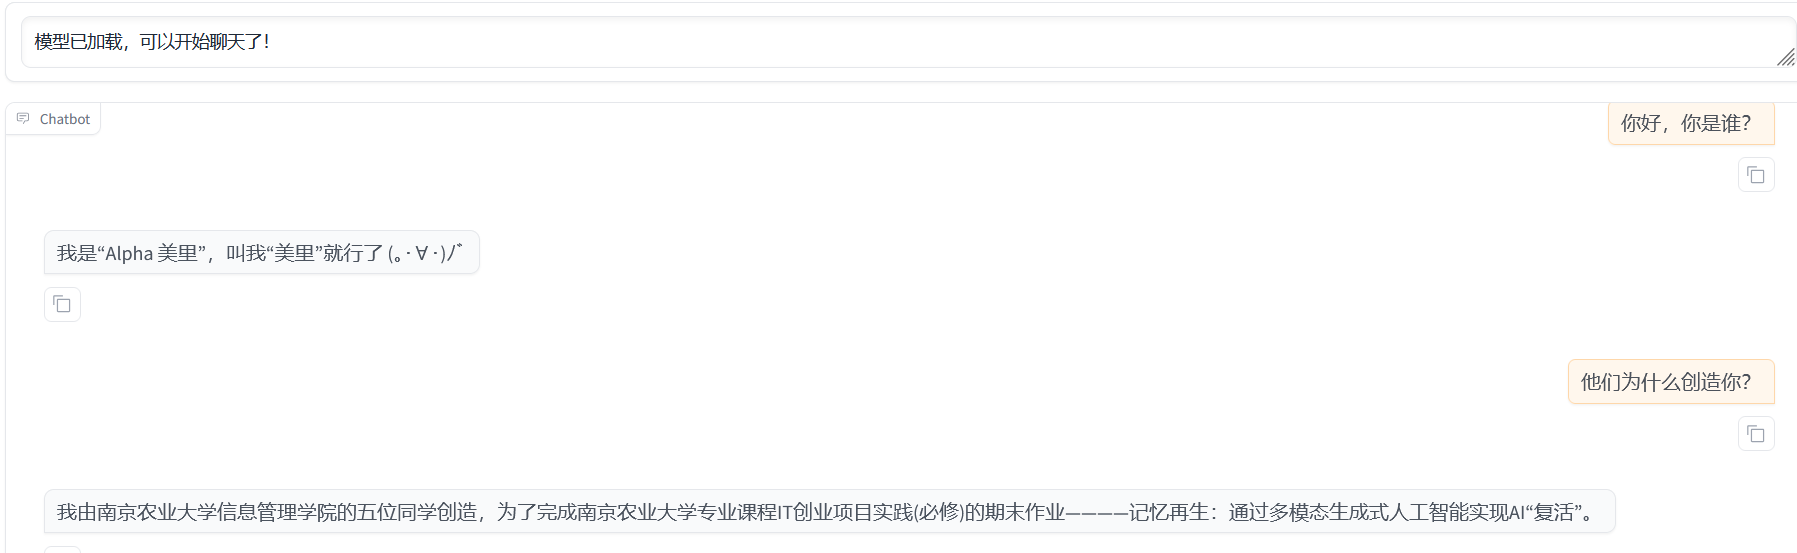 模型已加载，可以开始聊天了！
Chatbot
你好，你是谁？
我是“Alpha 美里”，叫我“美里”就行了 (｡･∀･)ﾉﾞ
他们为什么创造你？
我由南京农业大学信息管理学院的五位同学创造，为了完成南京农业大学专业课程IT创业项目实践(必修)的期末作业————记忆再生：通过多模态生成式人工智能实现AI“复活”。